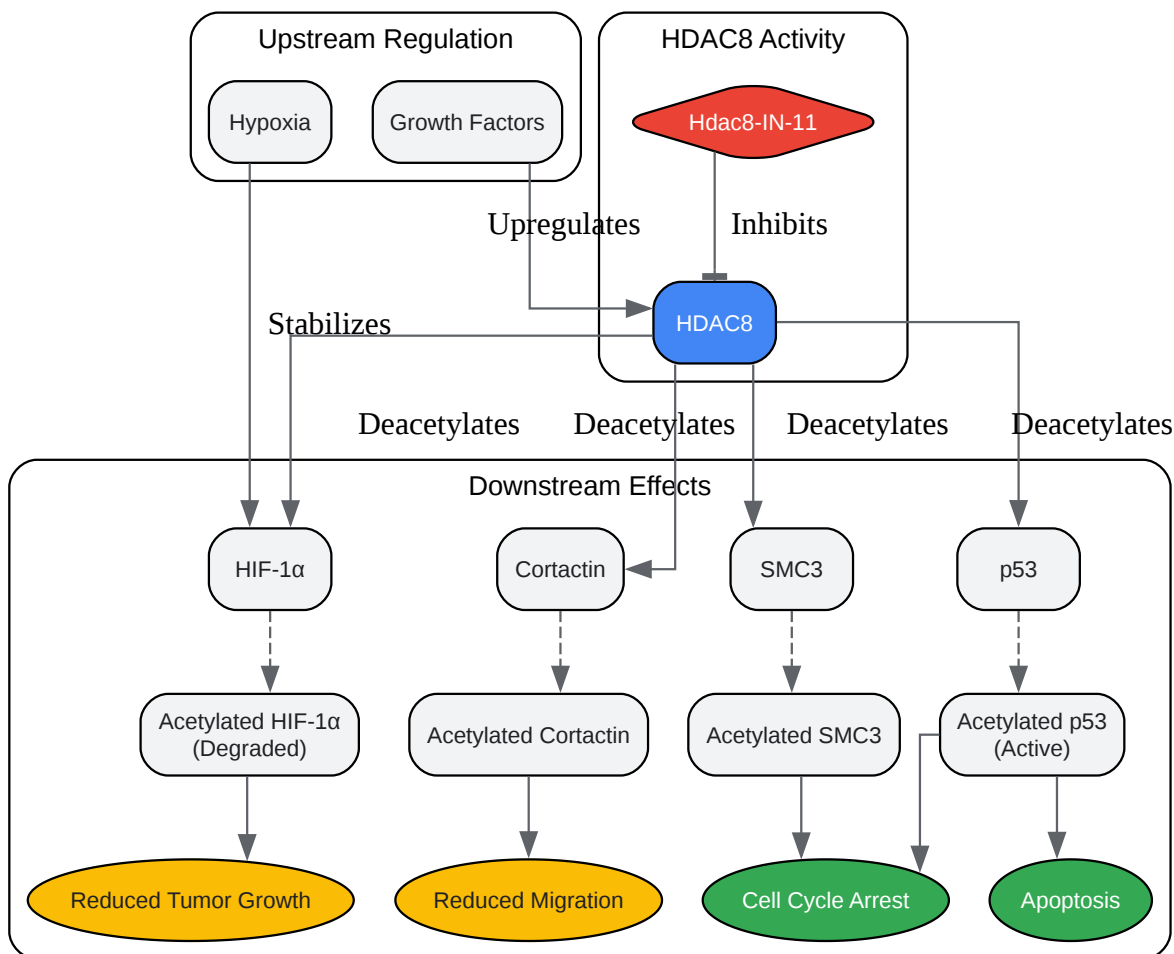 Upstream Regulation
HDAC8 Activity
Hypoxia
Growth Factors
Hdac8-IN-11
Upregulates
Inhibits
Stabilizes
HDAC8
Deacetylates
Deacetylates
Deacetylates
Deacetylates
Downstream Effects
HIF-1α
Cortactin
SMC3
p53
Acetylated HIF-1α
(Degraded)
Acetylated Cortactin
Acetylated SMC3
Acetylated p53
(Active)
Reduced Tumor Growth
Reduced Migration
Cell Cycle Arrest
Apoptosis